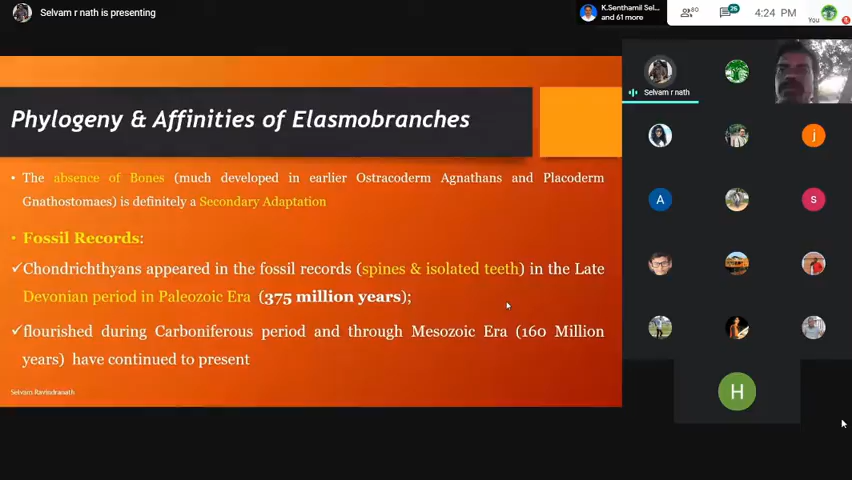 Selvam r nath is presenting
K.Senthamil Sel...
and 61 more
80
25
4:24 PM
You
Phylogeny & Affinities of Elasmobranches
• The absence of Bones (much developed in earlier Ostracoderm Agnathans and Placoderm
Gnathostomaes) is definitely a Secondary Adaptation
• Fossil Records:
✓Chondrichthyans appeared in the fossil records (spines & isolated teeth) in the Late
Devonian period in Paleozoic Era (375 million years);
✓flourished during Carboniferous period and through Mesozoic Era (160 Million
years) have continued to present
Selvam Ravindranath
Selvam r nath
j
A
s
H